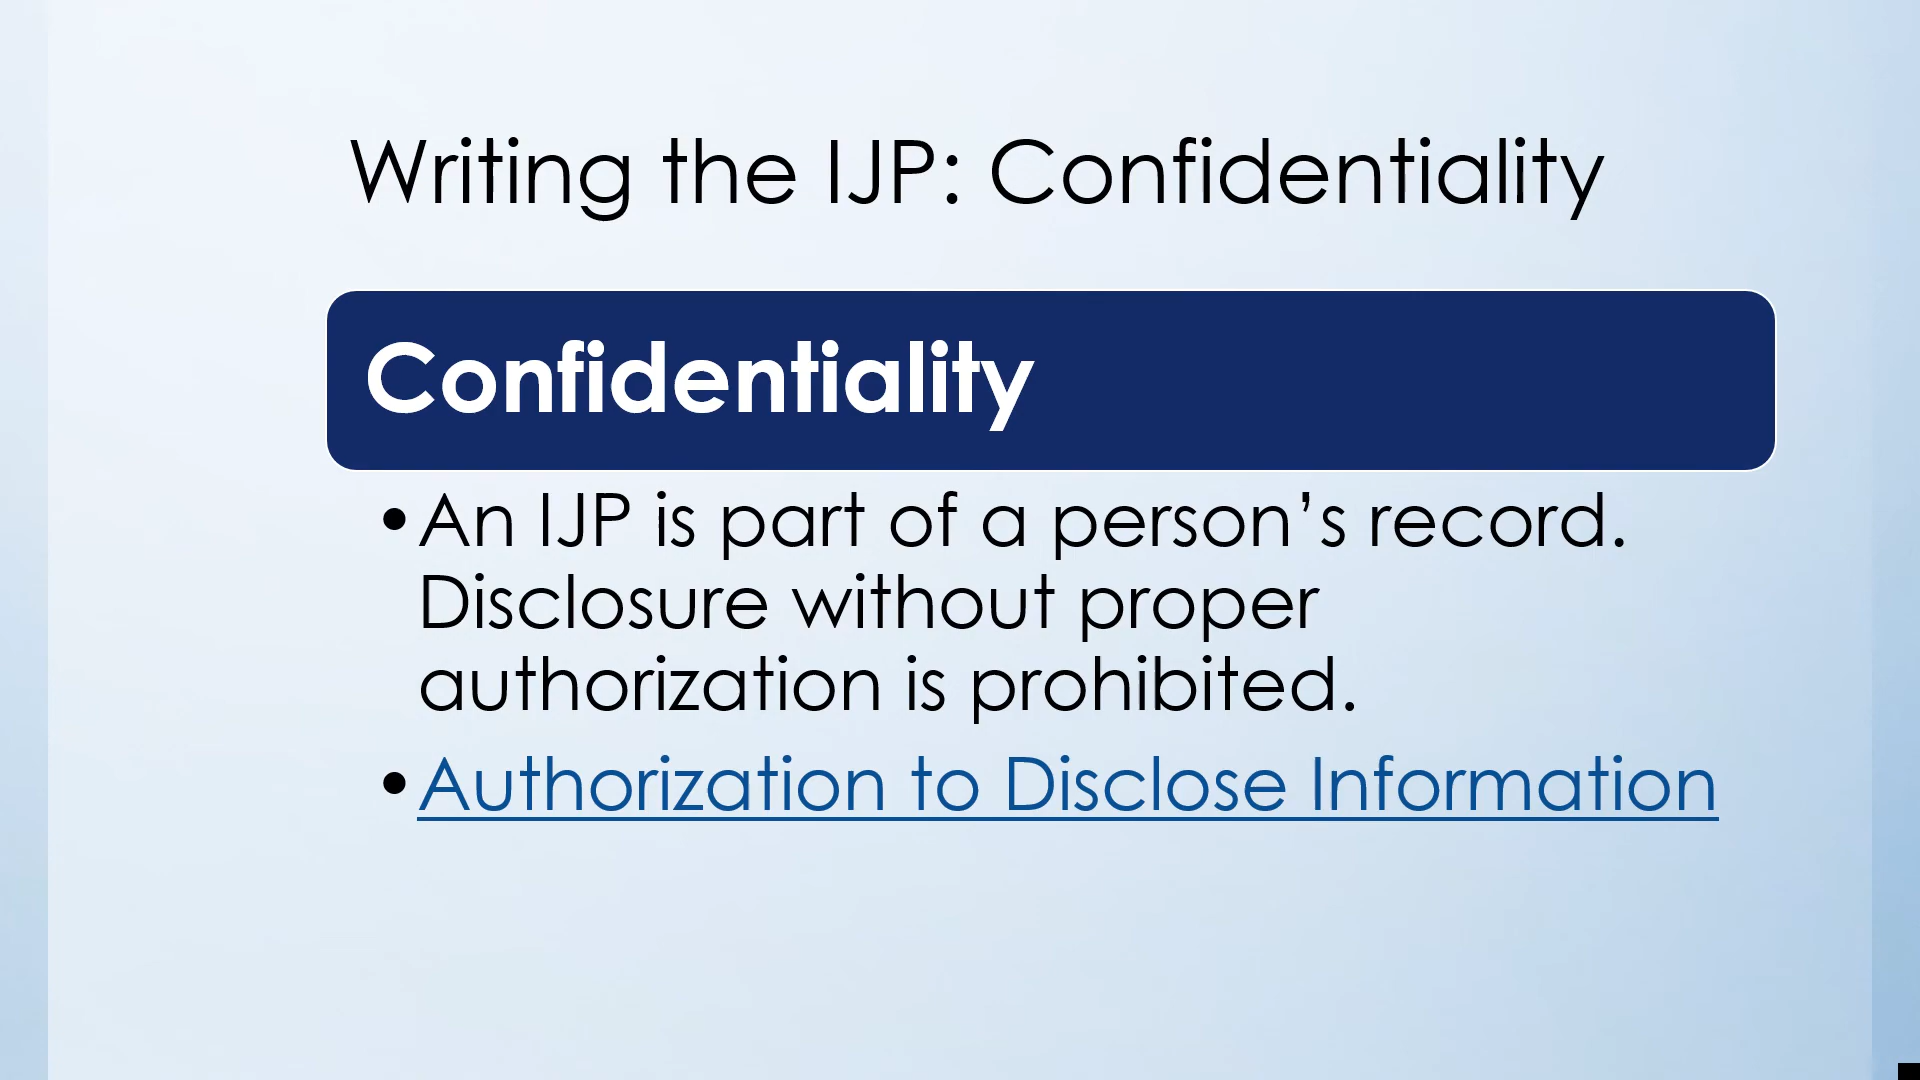 Writing the IJP: Confidentiality
Confidentiality
•An IJP is part of a person’s record.
Disclosure without proper
authorization is prohibited.
•Authorization to Disclose Information